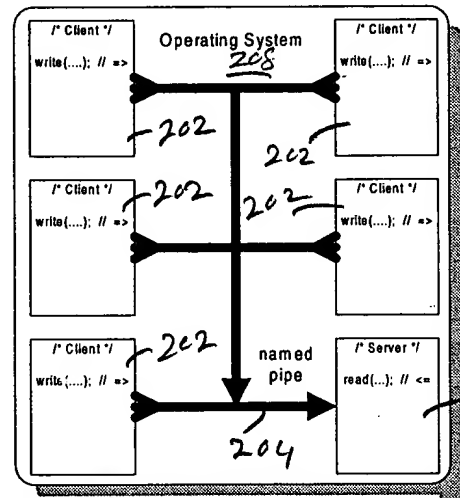 /* Client */
write(....); // =>
202
Operating System
208
/* Client */
write(....); // =>
202
/* Client */
write(....); // =>
202
/* Client */
write(....); // =>
202
/* Client */
write(....); // =>
202
named
pipe
204
/* Server */
read(...); // <=